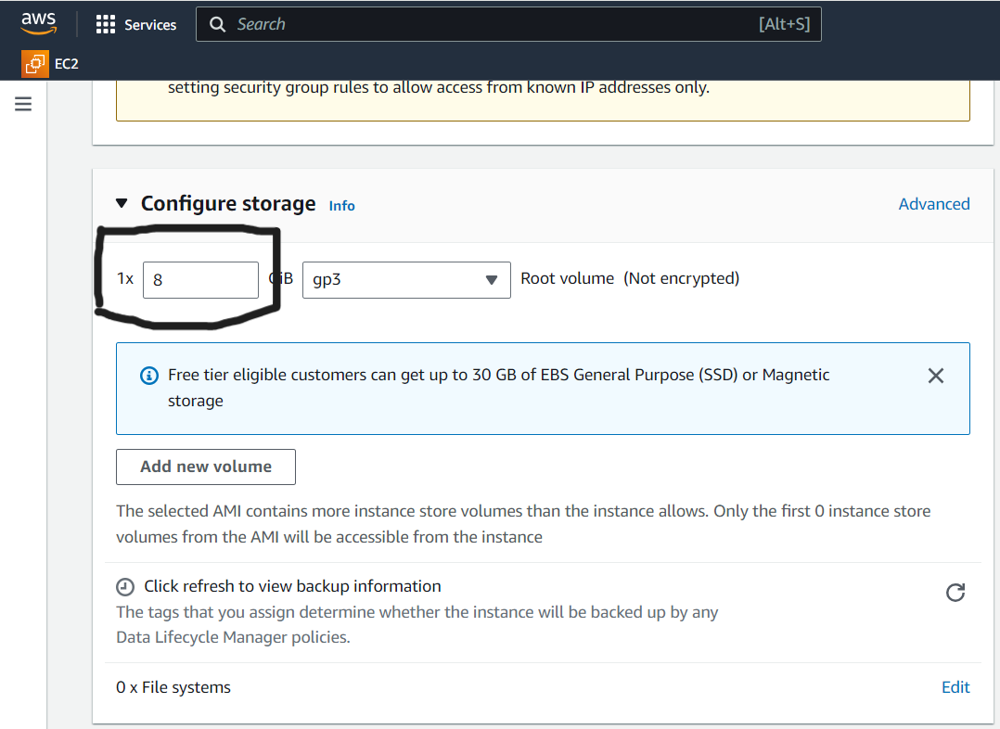 aws
Services
Search
[Alt+S]
EC2
setting security group rules to allow access from known IP addresses only.
Configure storage Info
Advanced
1x 8 GiB gp3 Root volume (Not encrypted)
Free tier eligible customers can get up to 30 GB of EBS General Purpose (SSD) or Magnetic
storage
Add new volume
The selected AMI contains more instance store volumes than the instance allows. Only the first 0 instance store
volumes from the AMI will be accessible from the instance
Click refresh to view backup information
The tags that you assign determine whether the instance will be backed up by any
Data Lifecycle Manager policies.
0 x File systems
Edit